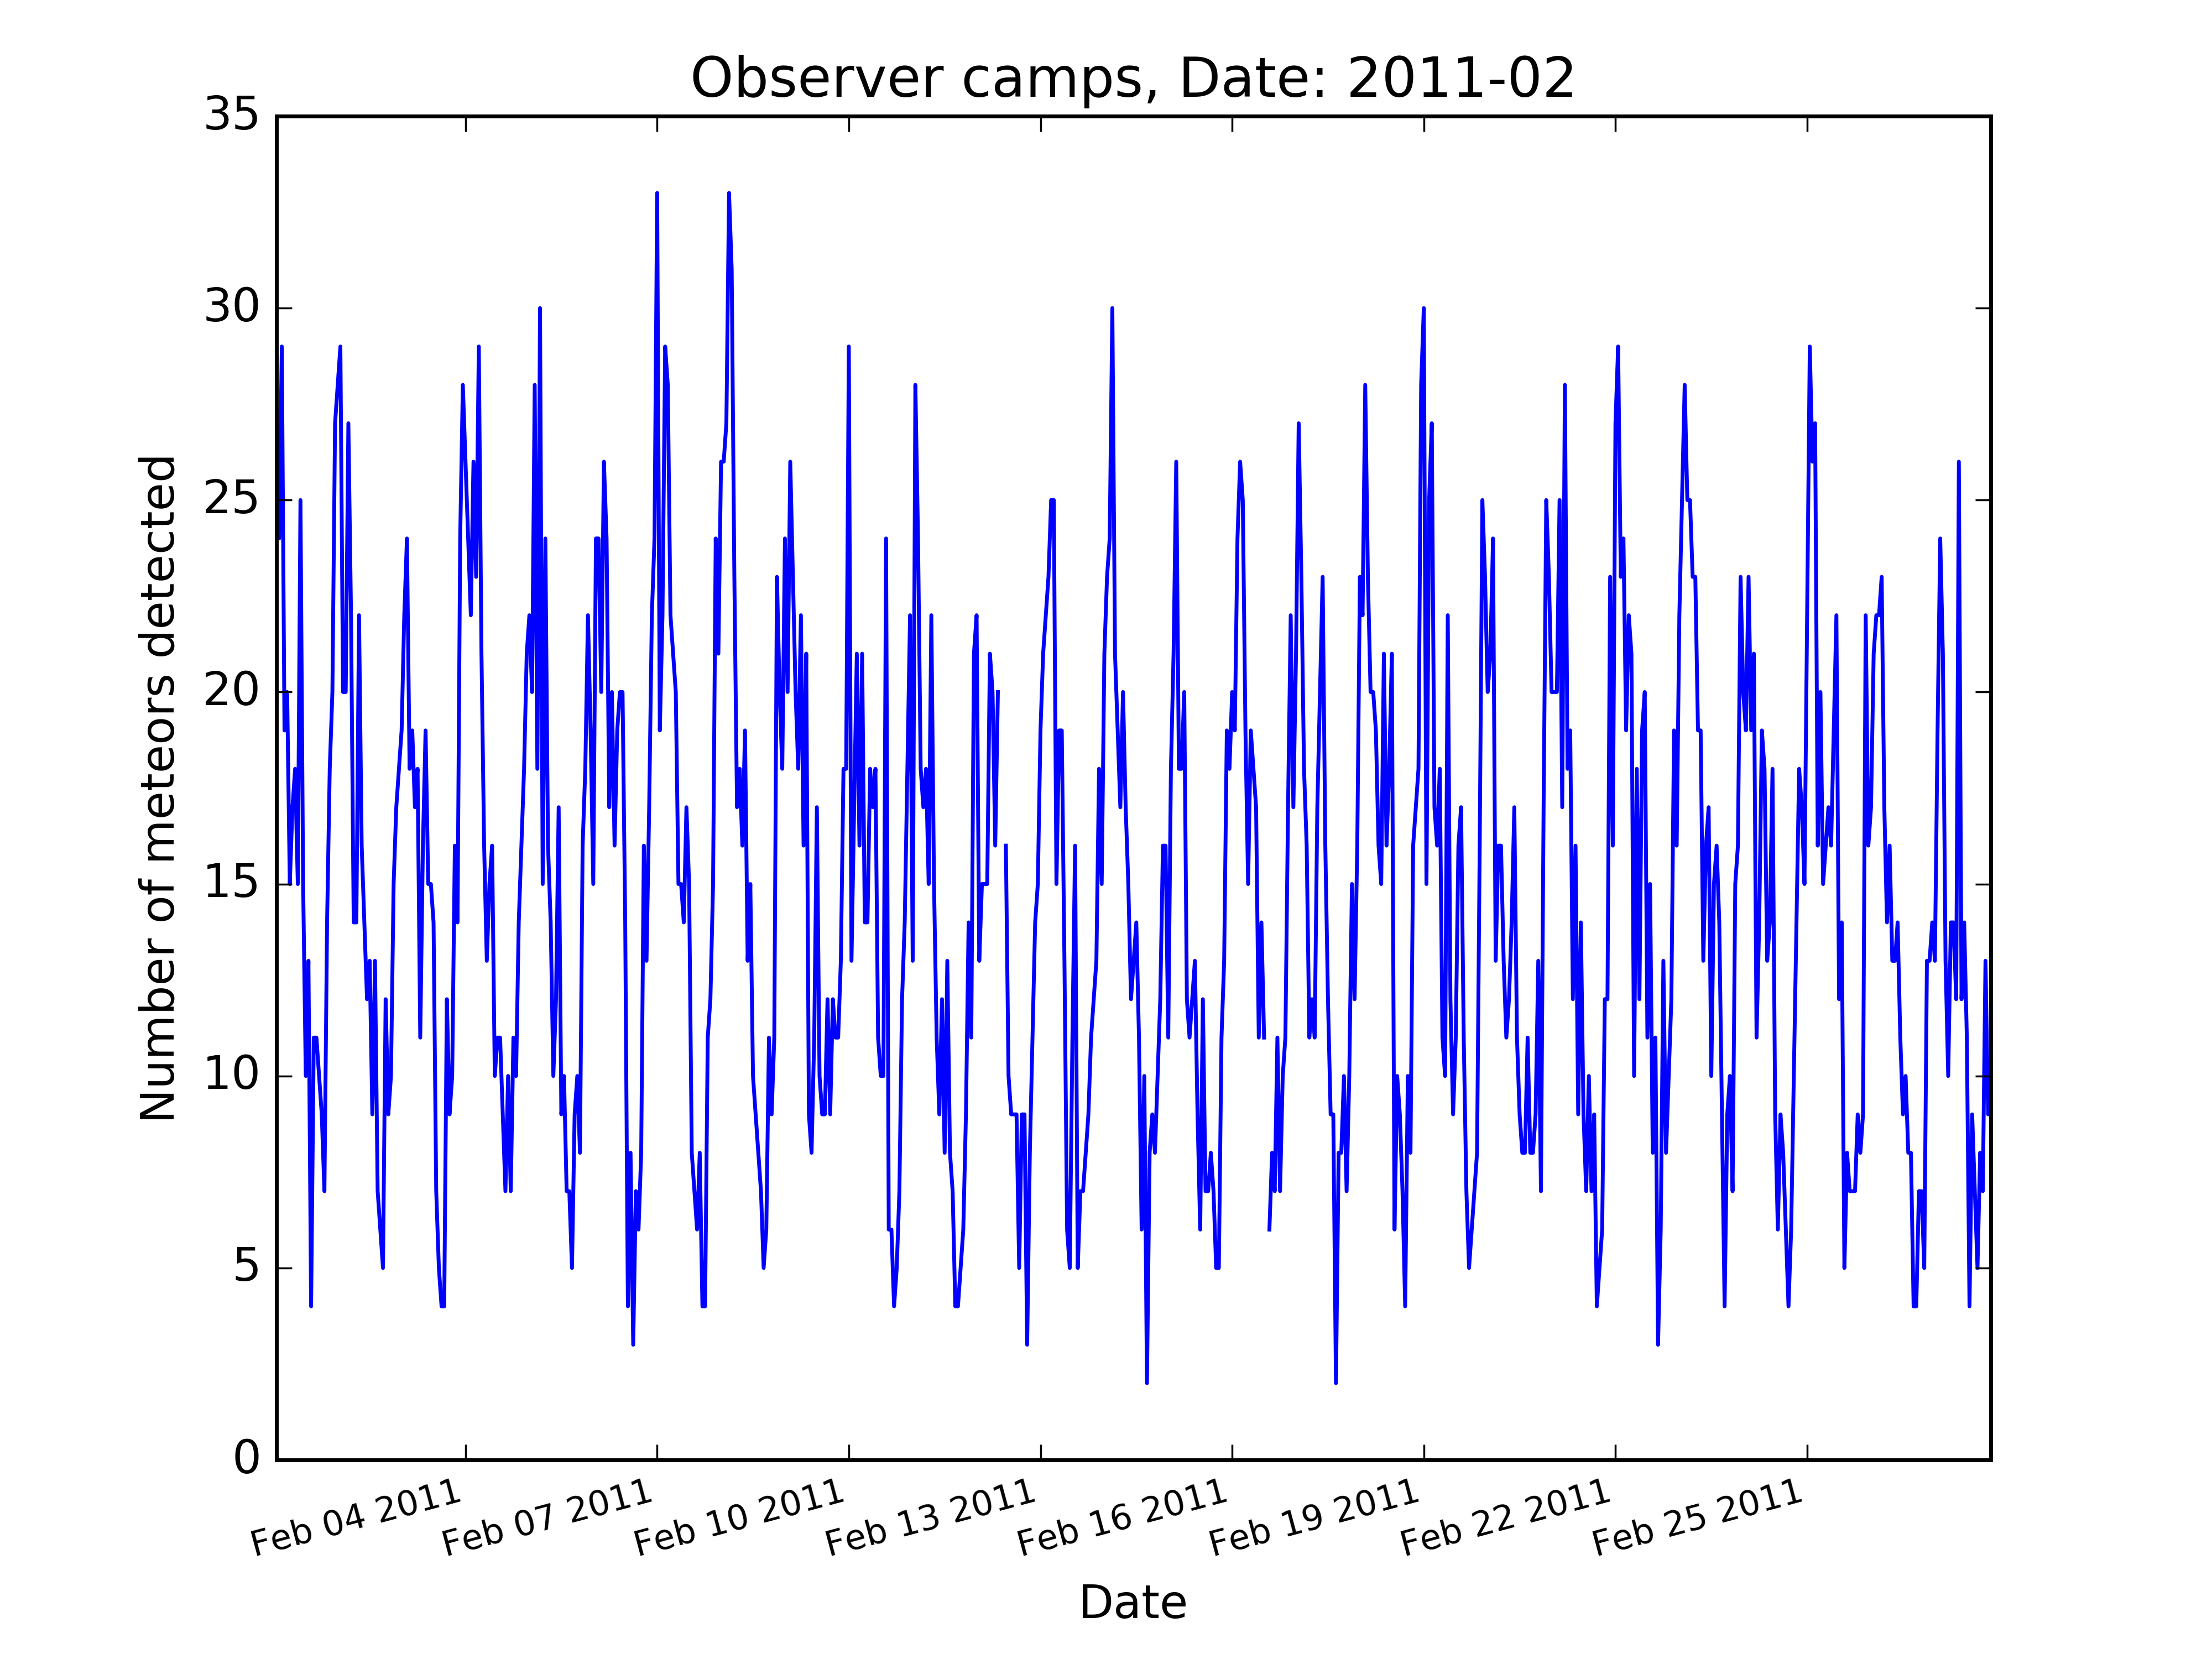 Observer camps, Date: 2011-02
35
30
25
20
15
10
5
0
Number of meteors detected
Feb 04 2011
Feb 07 2011
Feb 10 2011
Feb 13 2011
Feb 16 2011
Feb 19 2011
Feb 22 2011
Feb 25 2011
Date